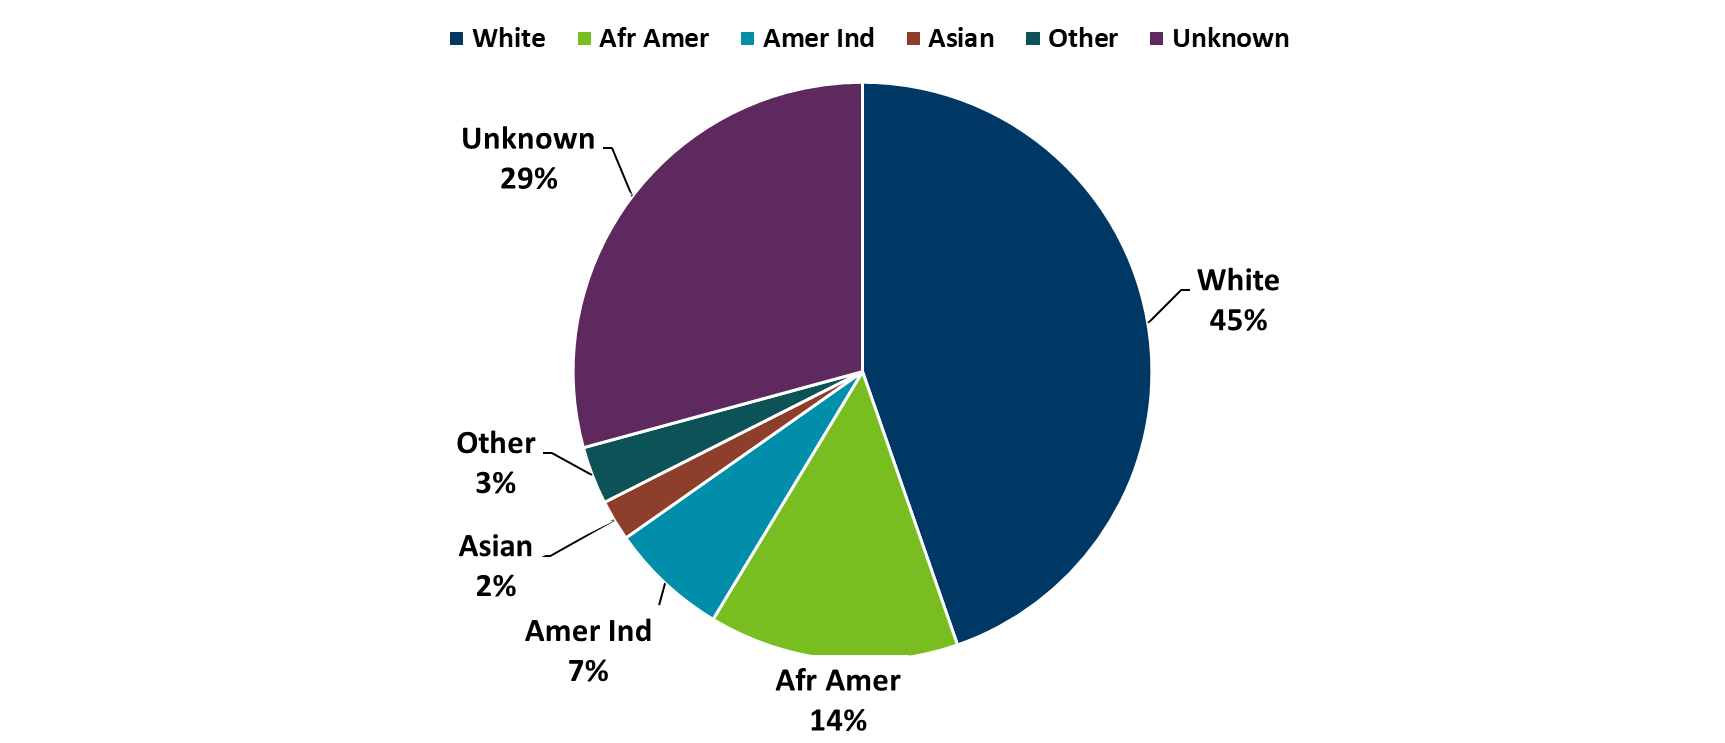 White Afr Amer Amer Ind Asian Other Unknown
Unknown
29%
White
45%
Other
3%
Asian
2%
Amer Ind
7%
Afr Amer
14%